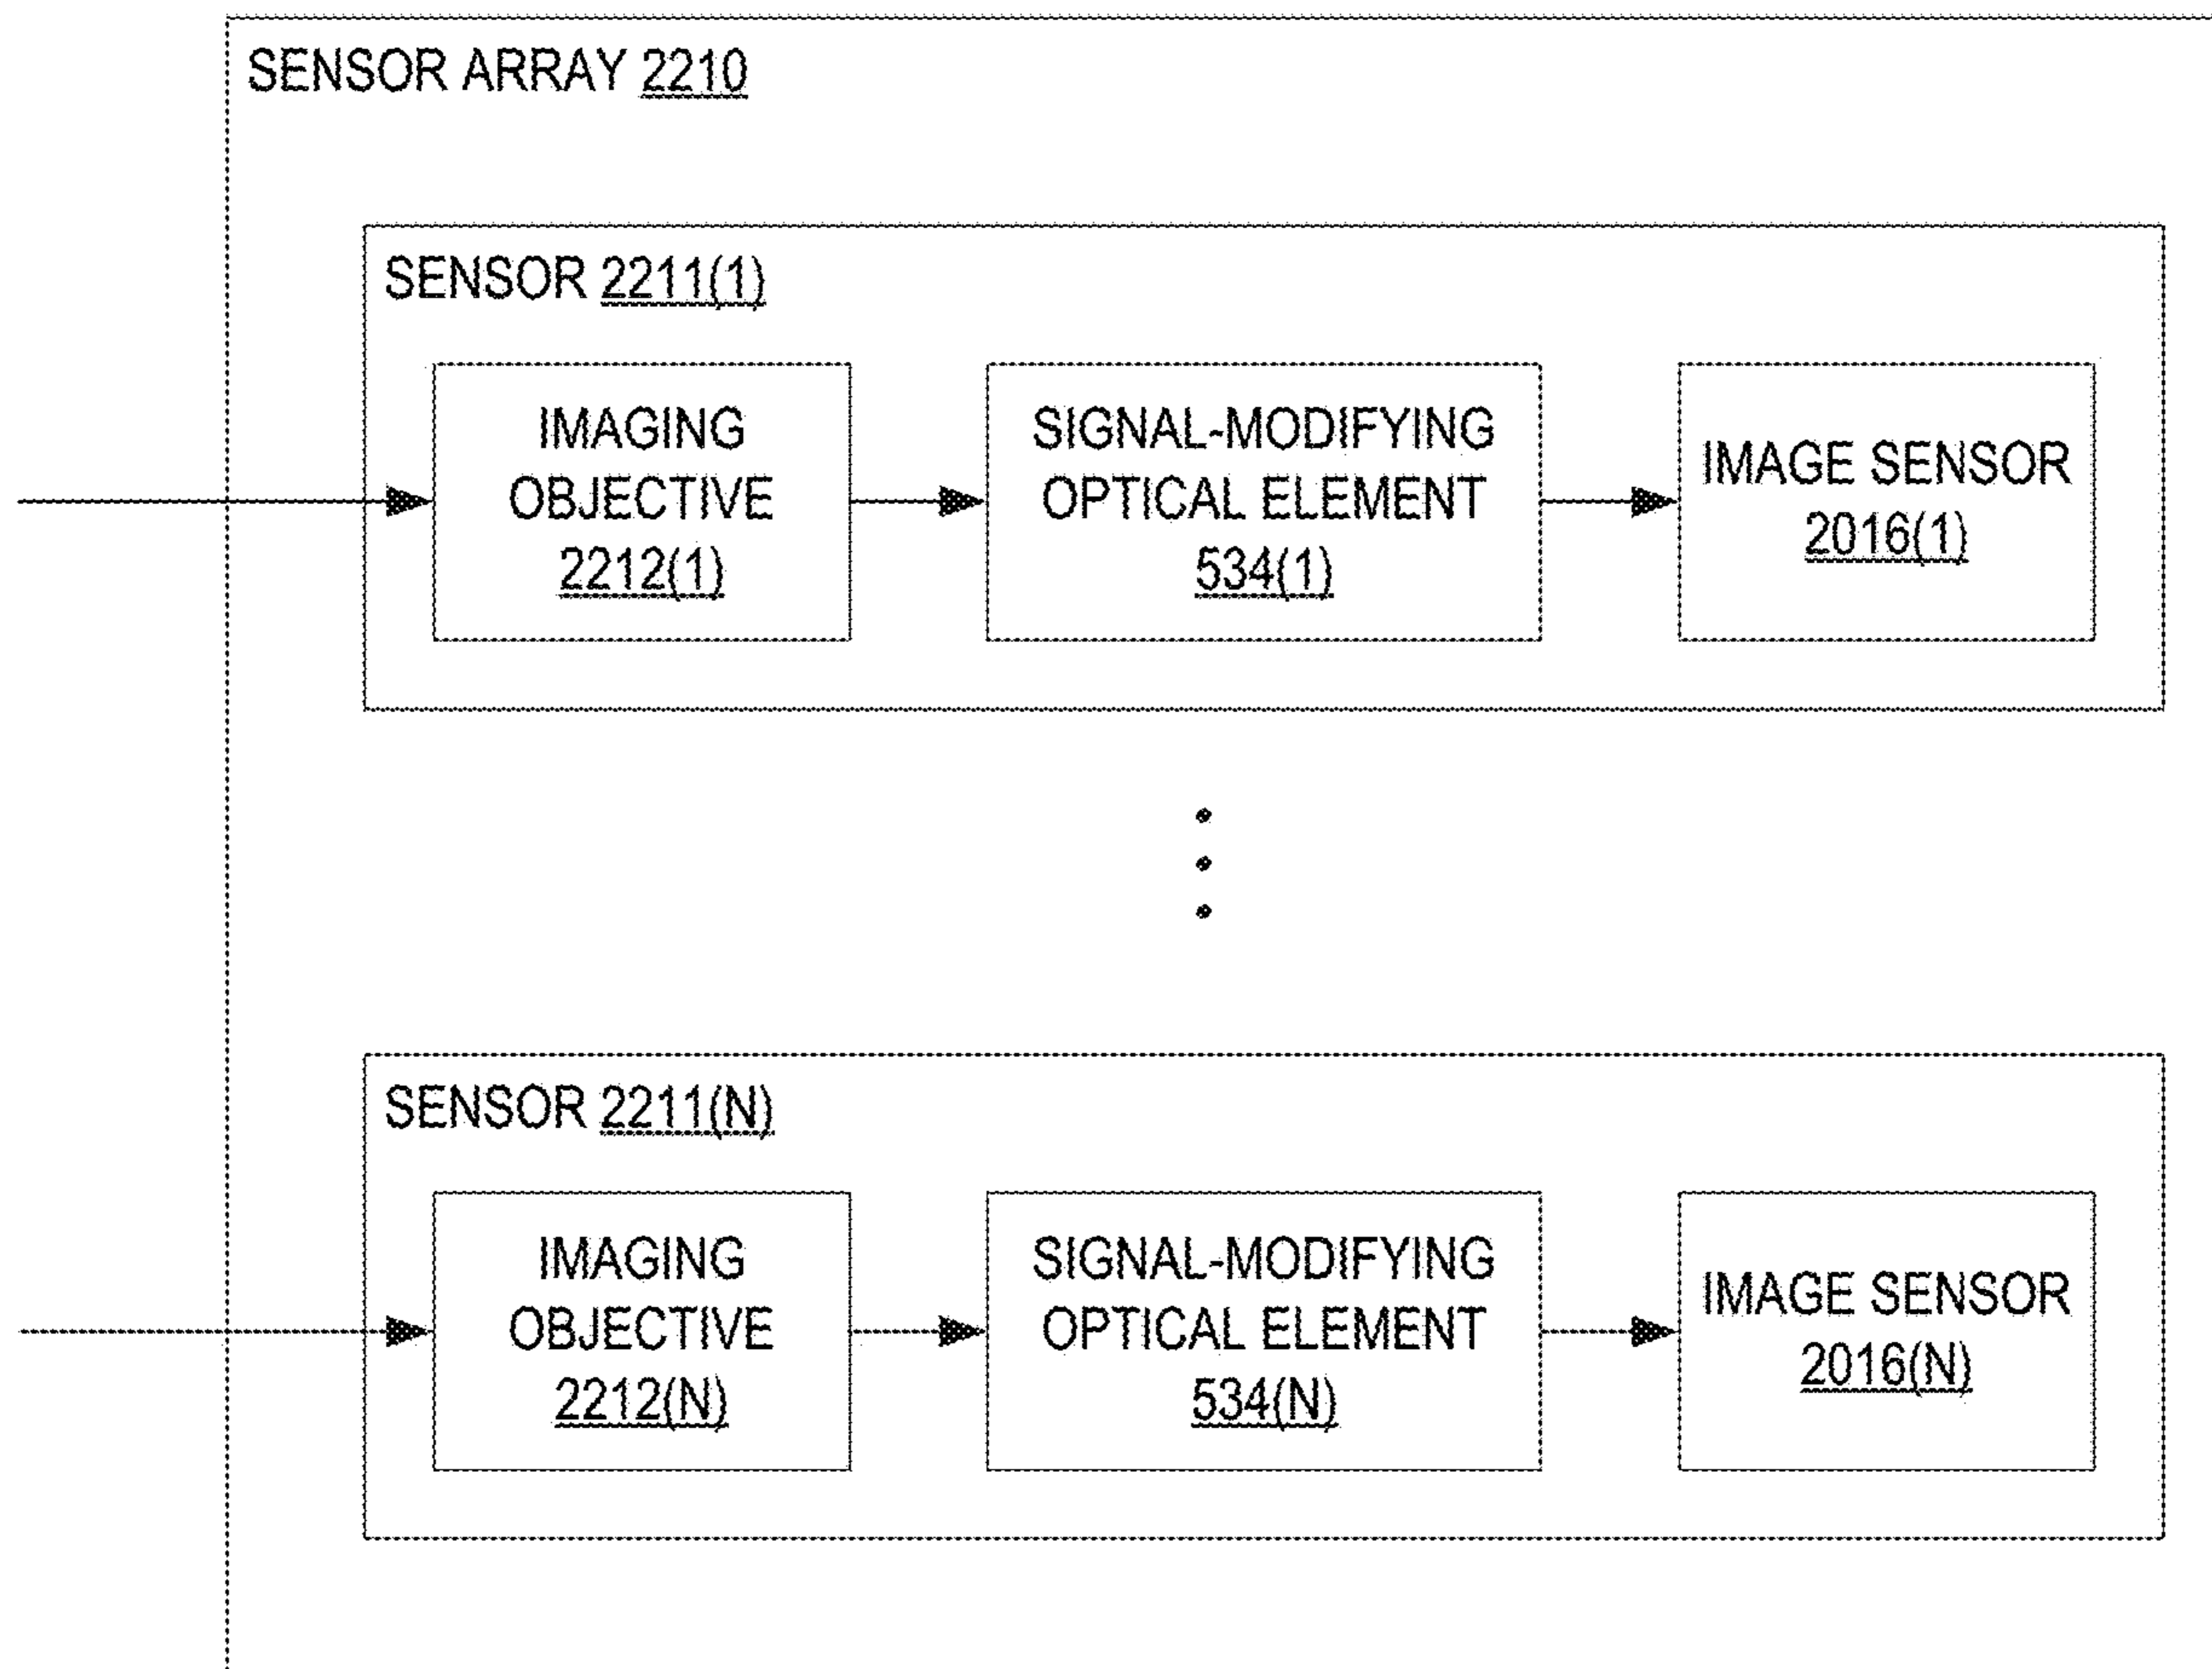 SENSOR ARRAY 2210
SENSOR 2211(1)
IMAGING
OBJECTIVE
2212(1)
SIGNAL-MODIFYING
OPTICAL ELEMENT
534(1)
IMAGE SENSOR
2016(1)
SENSOR 2211(N)
IMAGING
OBJECTIVE
2212(N)
SIGNAL-MODIFYING
OPTICAL ELEMENT
534(N)
IMAGE SENSOR
2016(N)